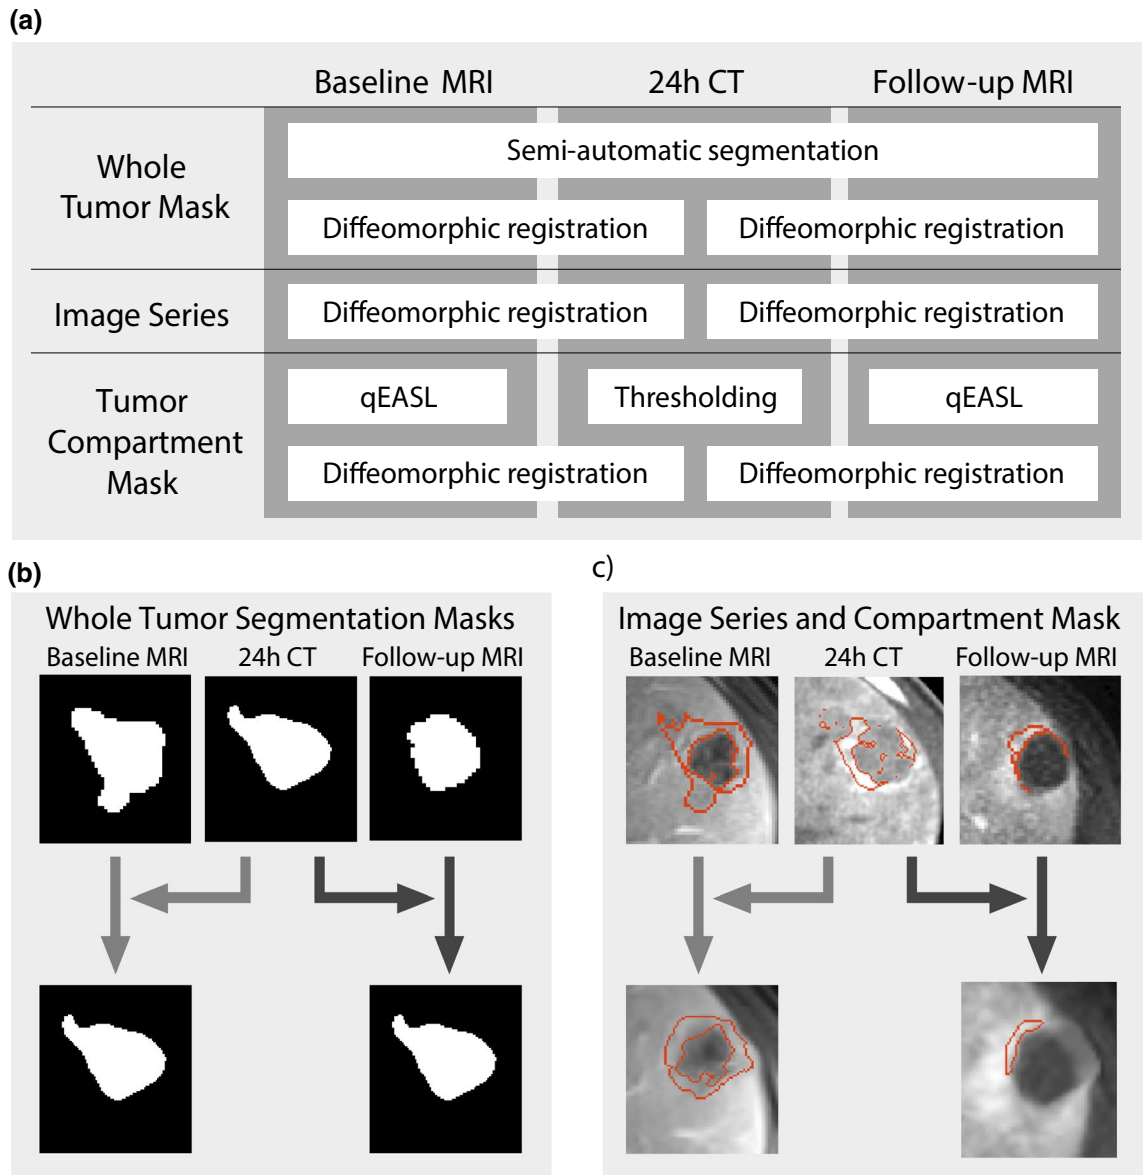 (a)
Baseline MRI 24h CT Follow-up MRI
Whole
Tumor Mask
Semi-automatic segmentation
Diffeomorphic registration Diffeomorphic registration
Image Series
Diffeomorphic registration Diffeomorphic registration
Tumor
Compartment
Mask
qEASL Thresholding qEASL
Diffeomorphic registration Diffeomorphic registration
(b)
Whole Tumor Segmentation Masks
Baseline MRI 24h CT Follow-up MRI
c)
Image Series and Compartment Mask
Baseline MRI 24h CT Follow-up MRI